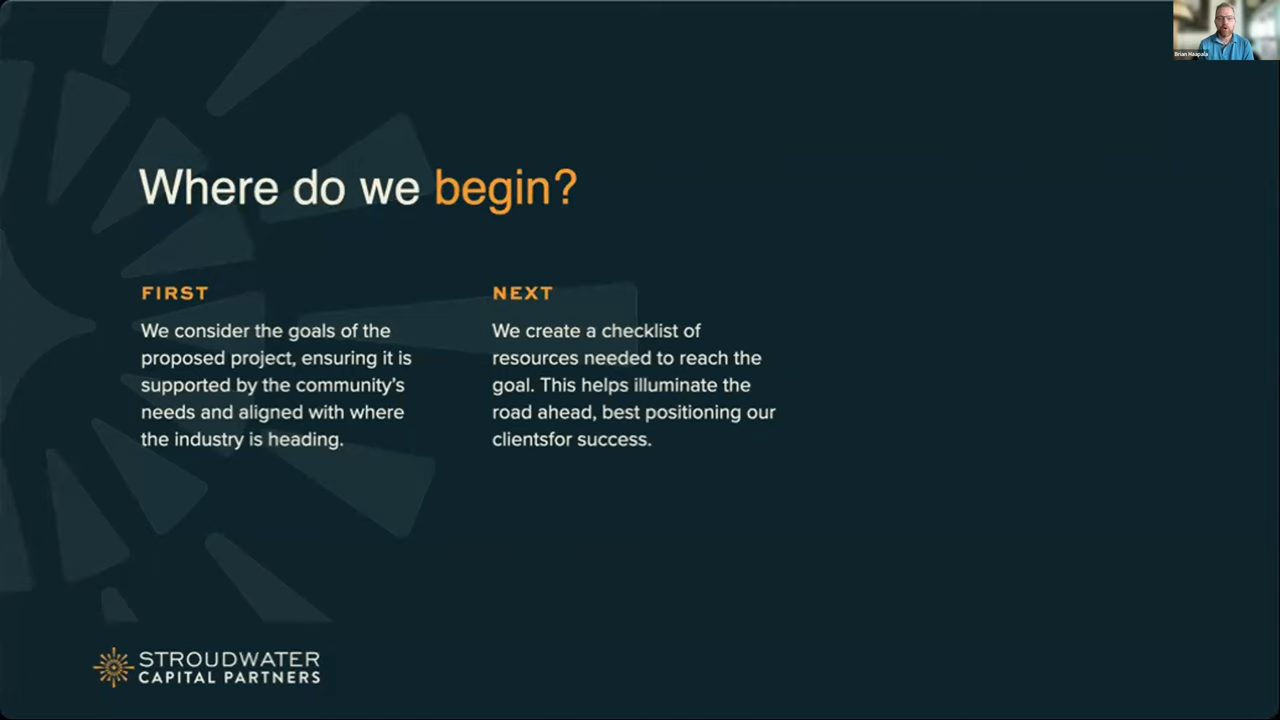 Brian Haapala
Where do we begin?
FIRST
We consider the goals of the
proposed project, ensuring it is
supported by the community's
needs and aligned with where
the industry is heading.
NEXT
We create a checklist of
resources needed to reach the
goal. This helps illuminate the
road ahead, best positioning our
clientsfor success.
STROUDWATER
CAPITAL PARTNERS